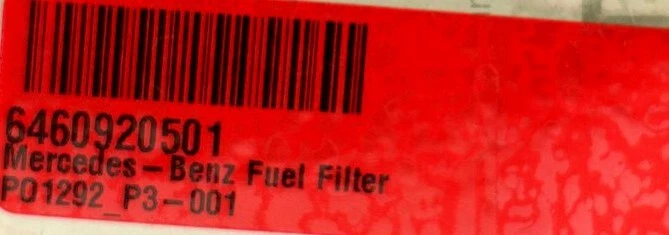 6460920501
Mercedes-Benz Fuel Filter
PO1292_P3-001